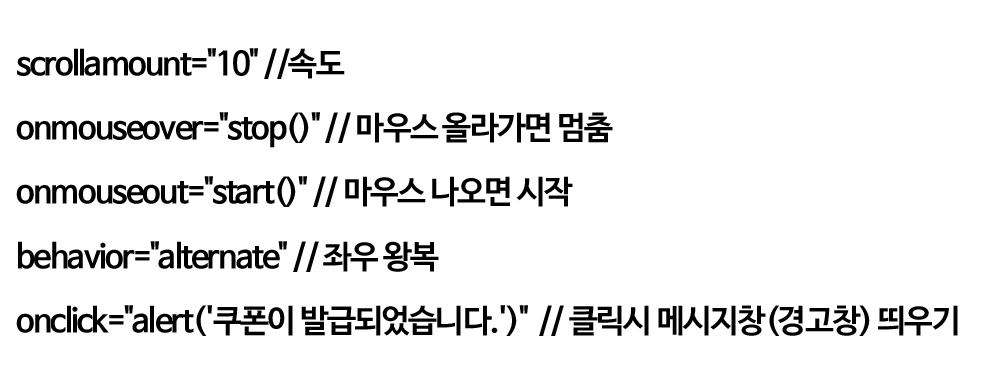 scrollamount="10" //속도
onmouseover="stop()" // 마우스 올라가면 멈춤
onmouseout="start()" // 마우스 나오면 시작
behavior="alternate" // 좌우 왕복
onclick="alert('쿠폰이 발급되었습니다.')" // 클릭시 메시지창(경고창) 띄우기